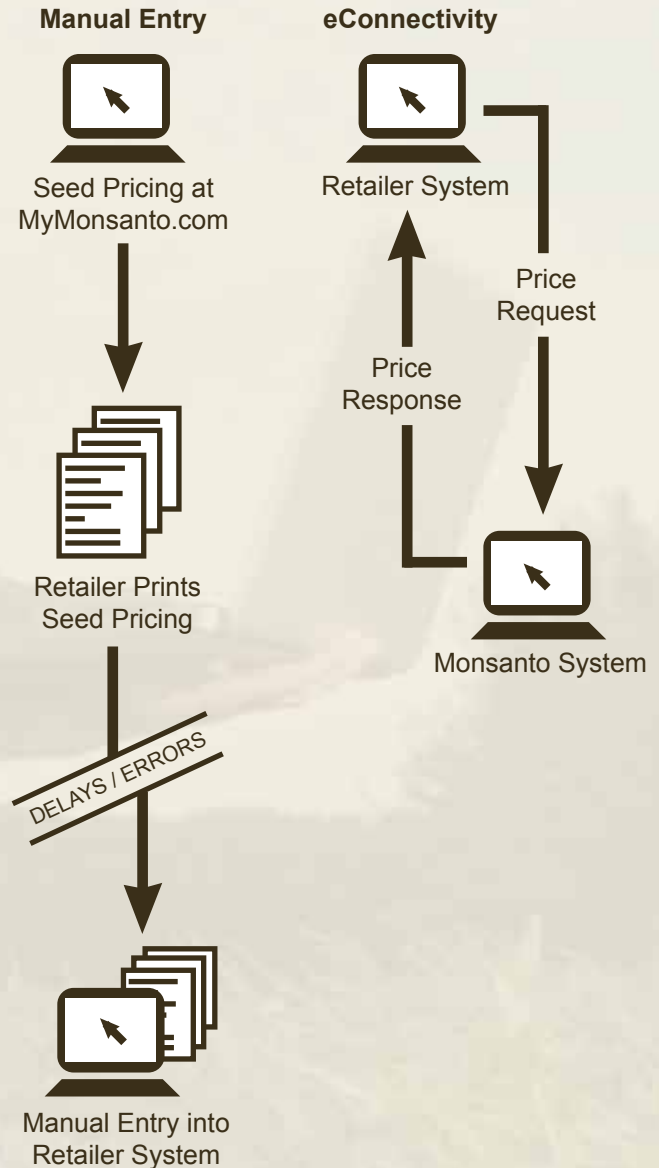 Manual Entry
Seed Pricing at
MyMonsanto.com
Retailer Prints
Seed Pricing
DELAYS / ERRORS
Manual Entry into
Retailer System
eConnectivity
Retailer System
Price
Request
Price
Response
Monsanto System